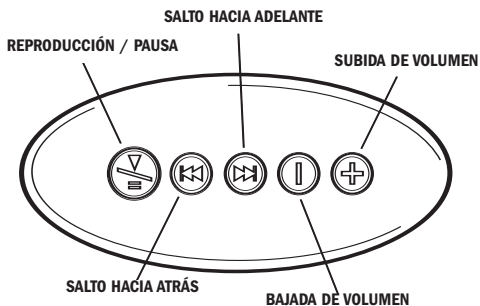 SALTO HACIA ADELANTE
REPRODUCCIÓN / PAUSA
SUBIDA DE VOLUMEN
SALTO HACIA ATRÁS
BAJADA DE VOLUMEN